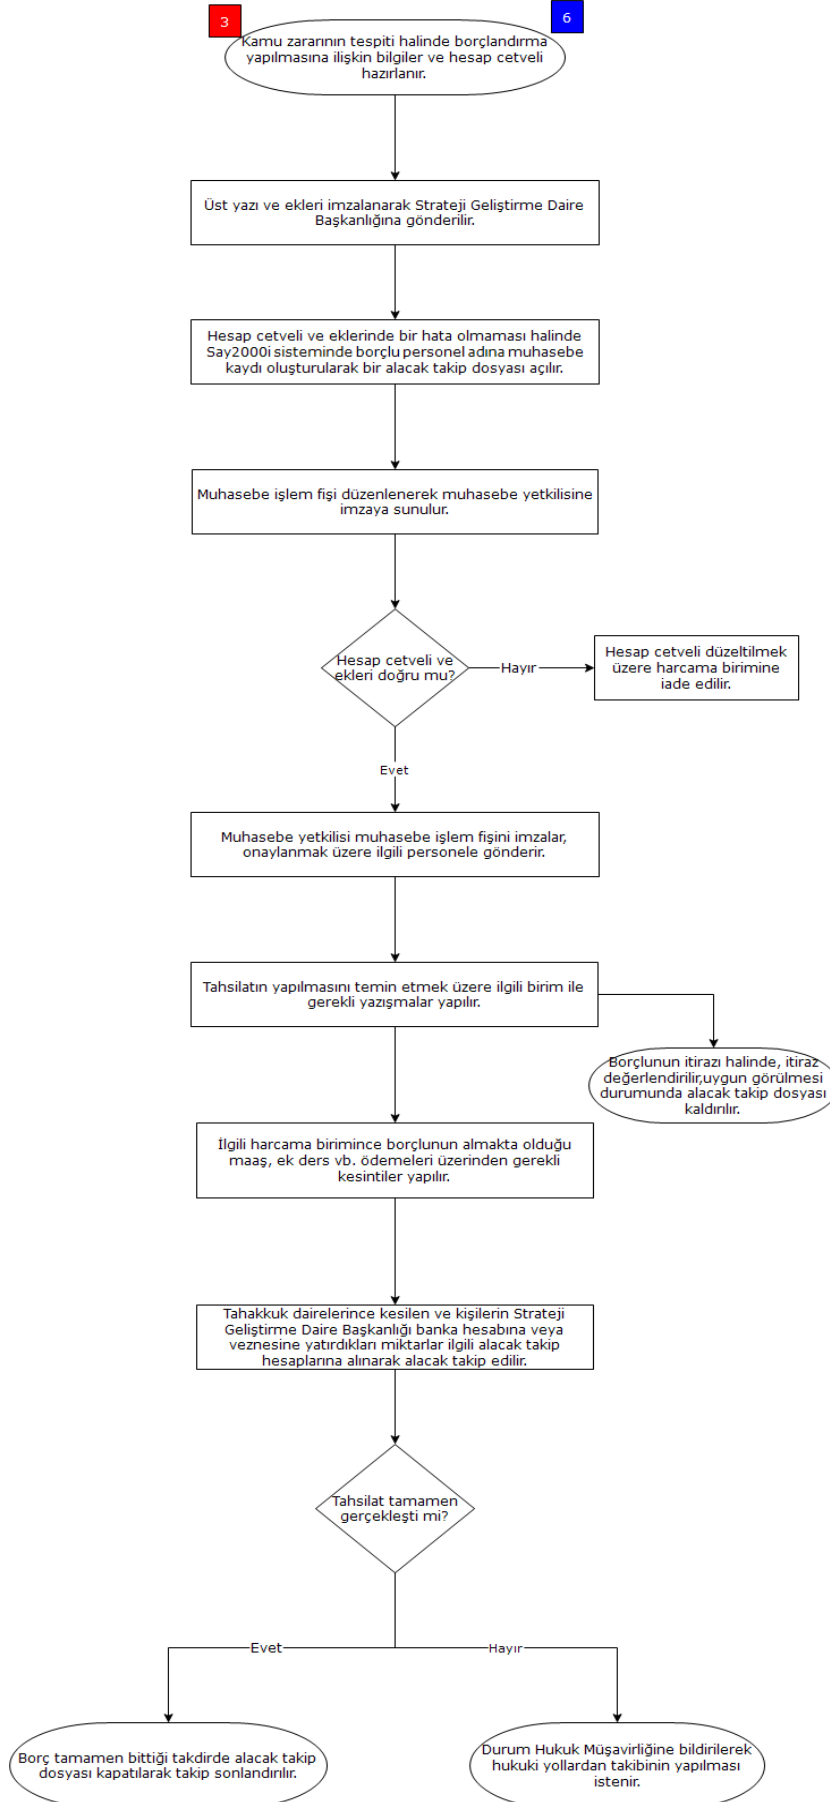 3
6
Kamu zararının tespiti halinde borçlandırma
yapılmasına ilişkin bilgiler ve hesap cetveli
hazırlanır.
Üst yazı ve ekleri imzalanarak Strateji Geliştirme Daire
Başkanlığına gönderilir.
Hesap cetveli ve eklerinde bir hata olmaması halinde
Say2000i sisteminde borçlu personel adına muhasebe
kaydı oluşturularak bir alacak takip dosyası açılır.
Muhasebe işlem fişi düzenlenerek muhasebe yetkilisine
imzaya sunulur.
Hesap cetveli ve
ekleri doğru mu?
Hayır
Hesap cetveli düzeltilmek
üzere harcama birimine
iade edilir.
Evet
Muhasebe yetkilisi muhasebe işlem fişini imzalar,
onaylanmak üzere ilgili personele gönderir.
Tahsilatın yapılmasını temin etmek üzere ilgili birim ile
gerekli yazışmalar yapılır.
Borçlunun itirazı halinde, itiraz
değerlendirilir,uygun görülmesi
durumunda alacak takip dosyası
kaldırılır.
İlgili harcama birimince borçlunun almakta olduğu
maaş, ek ders vb. ödemeleri üzerinden gerekli
kesintiler yapılır.
Tahakkuk dairelerince kesilen ve kişilerin Strateji
Geliştirme Daire Başkanlığı banka hesabına veya
veznesine yatırdıkları miktarlar ilgili alacak takip
hesaplarına alınarak alacak takip edilir.
Tahsilat tamamen
gerçekleşti mi?
Evet
Hayır
Borç tamamen bittiği takdirde alacak takip
dosyası kapatılarak takip sonlandırılır.
Durum Hukuk Müşavirliğine bildirilerek
hukuki yollardan takibinin yapılması
istenir.